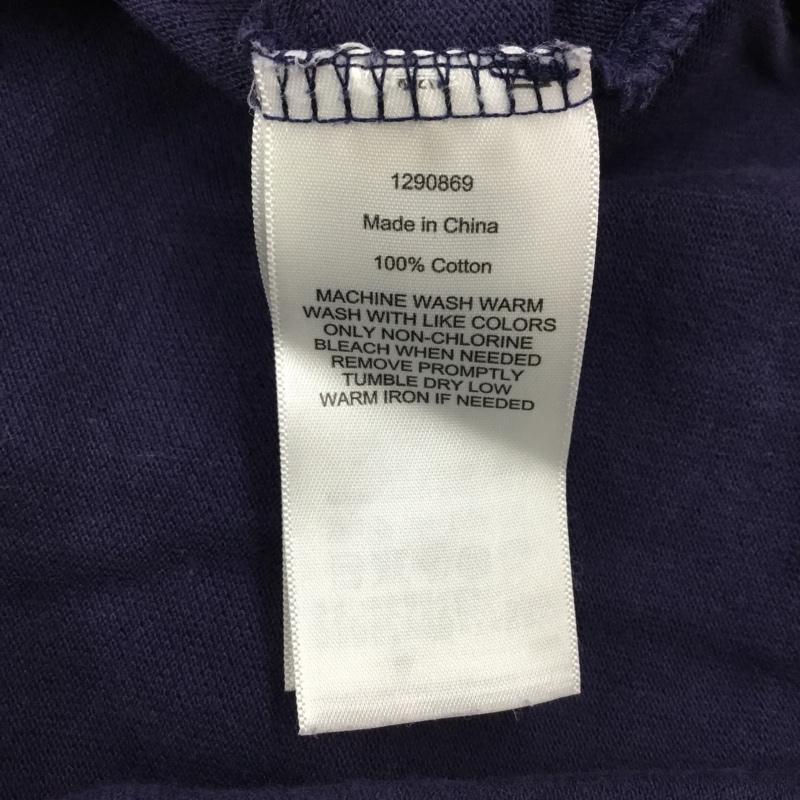 1290869
Made in China
100% Cotton
MACHINE WASH WARM
WASH WITH LIKE COLORS
ONLY NON-CHLORINE
BLEACH WHEN NEEDED
REMOVE PROMPTLY
TUMBLE DRY LOW
WARM IRON IF NEEDED